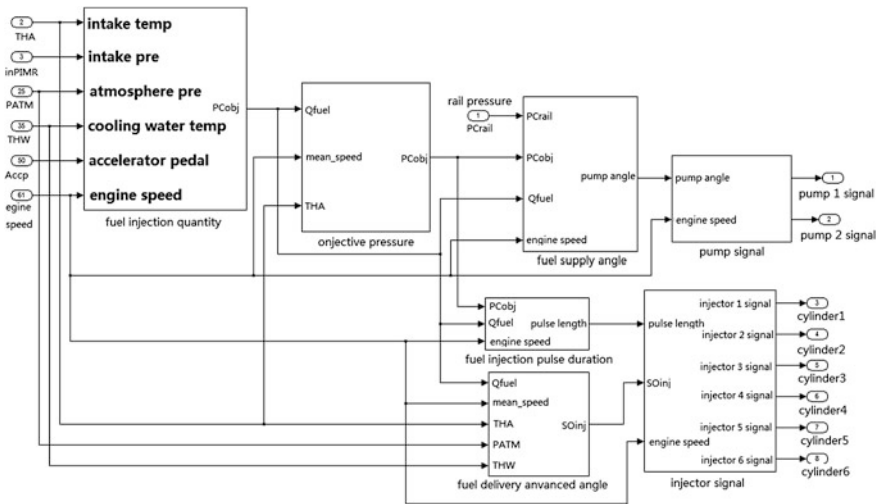 2
THA
3
inPIMR
25
PATM
35
THW
50
Accp
61
egine
speed
intake temp
intake pre
atmosphere pre
PCobj
cooling water temp
accelerator pedal
engine speed
fuel injection quantity
Qfuel
mean_speed
PCobj
THA
onjective pressure
rail pressure
1
PCrail
PCrail
PCobj
pump angle
Qfuel
engine speed
fuel supply angle
pump angle
engine speed
pump signal
1
pump 1 signal
2
pump 2 signal
PCobj
Qfuel
pulse length
engine speed
fuel injection pulse duration
Qfuel
mean_speed
THA
SOinj
PATM
THW
fuel delivery anvanced angle
pulse length
SOinj
engine speed
injector 1 signal
injector 2 signal
injector 3 signal
injector 4 signal
injector 5 signal
injector 6 signal
injector signal
3
cylinder1
4
cylinder2
5
cylinder3
6
cylinder4
7
cylinder5
8
cylinder6